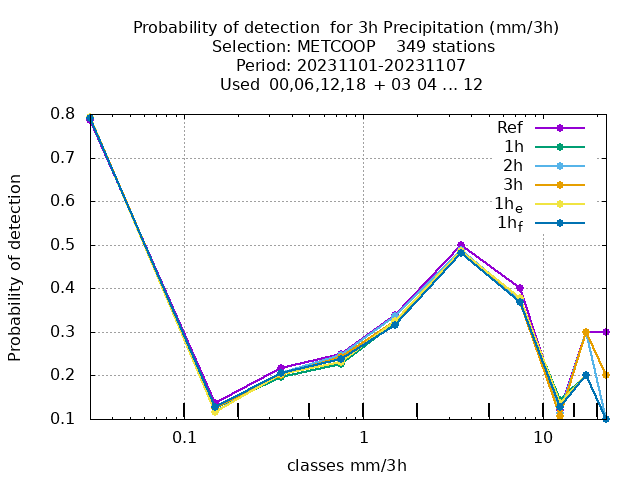 Probability of detection for 3h Precipitation (mm/3h)
Selection: METCOOP 349 stations
Period: 20231101-20231107
Used 00,06,12,18 + 03 04 ... 12
Probability of detection
0.8
0.7
0.6
0.5
0.4
0.3
0.2
0.1
Ref
1h
2h
3h
1he
1hf
0.1 1 10
classes mm/3h